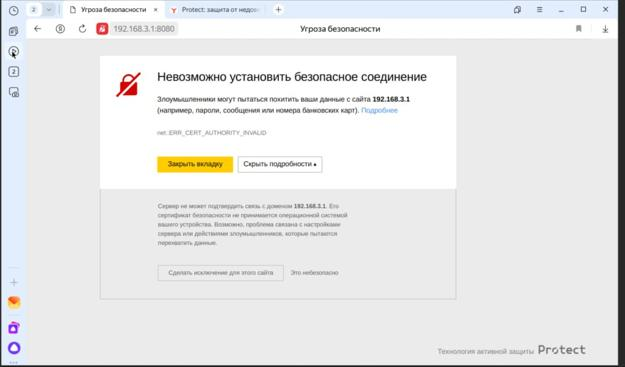 2
Угроза безопасности
Protect: защита от недов
192.168.3.1:8080
Угроза безопасности
2
Невозможно установить безопасное соединение
Злоумышленники могут пытаться похитить ваши данные с сайта 192.168.3.1
(например, пароли, сообщения или номера банковских карт). Подробнее
net::ERR_CERT_AUTHORITY_INVALID
Закрыть вкладку
Скрыть подробности
Сервер не может подтвердить связь с доменом 192.168.3.1. Его
сертификат безопасности не принимается операционной системой
вашего устройства. Возможно, проблема связана с настройками
сервера или действиями злоумышленников, которые пытаются
перехватить данные.
Сделать исключение для этого сайта
Это небезопасно
Технология активной защиты Protect